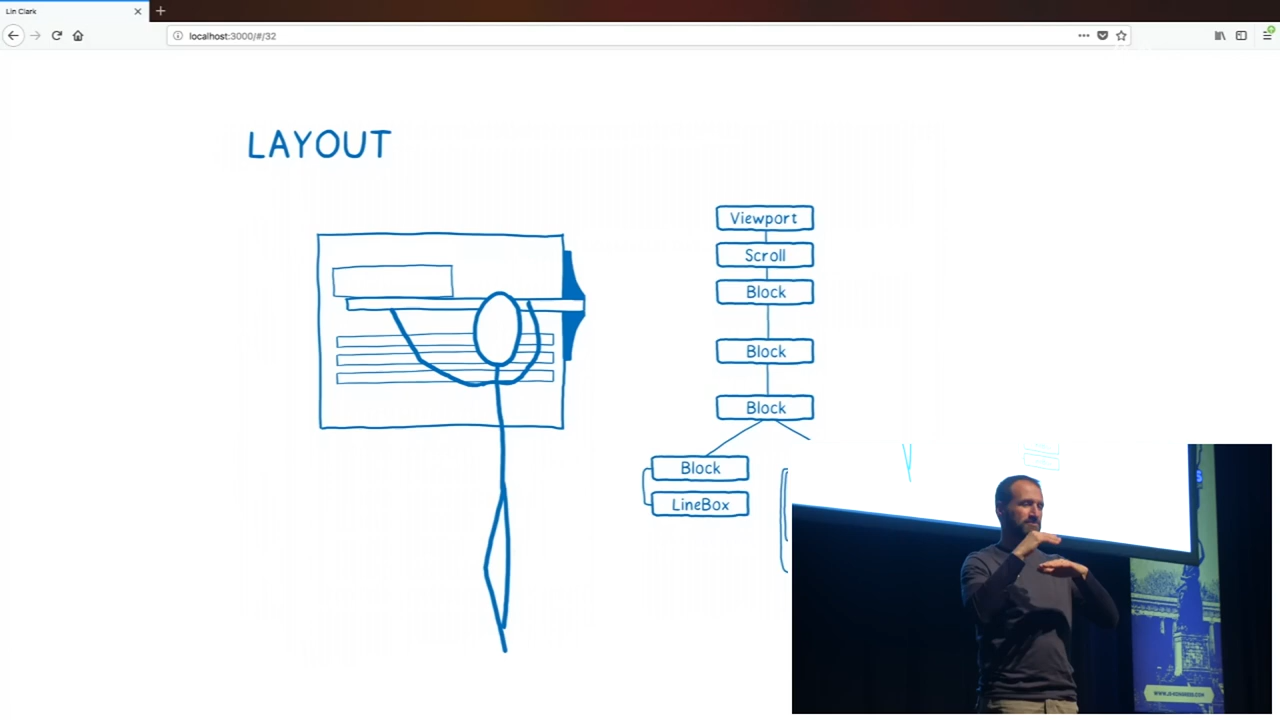 Lin Clark
localhost:3000/#/32
LAYOUT
Viewport
Scroll
Block
Block
Block
Block
LineBox